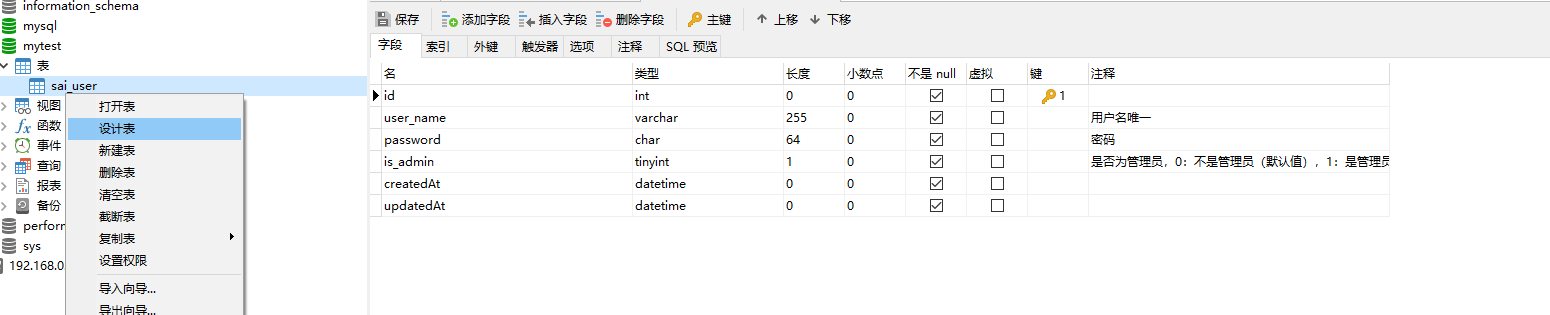 information_schema
mysql
mytest
表
sai_user
视图
函数
事件
查询
报表
备份
perform
sys
192.168.0
打开表
设计表
新建表
删除表
清空表
截断表
复制表
设置权限
导入向导...
导出向导...
保存 添加字段 插入字段 删除字段 主键 上移 下移
字段 索引 外键 触发器 选项 注释 SQL 预览
名 类型 长度 小数点 不是 null 虚拟 键 注释
id int 0 0 1
user_name varchar 255 0 用户名唯一
password char 64 0 密码
is_admin tinyint 1 0 是否为管理员，0：不是管理员（默认值），1：是管理员
createdAt datetime 0 0
updatedAt datetime 0 0